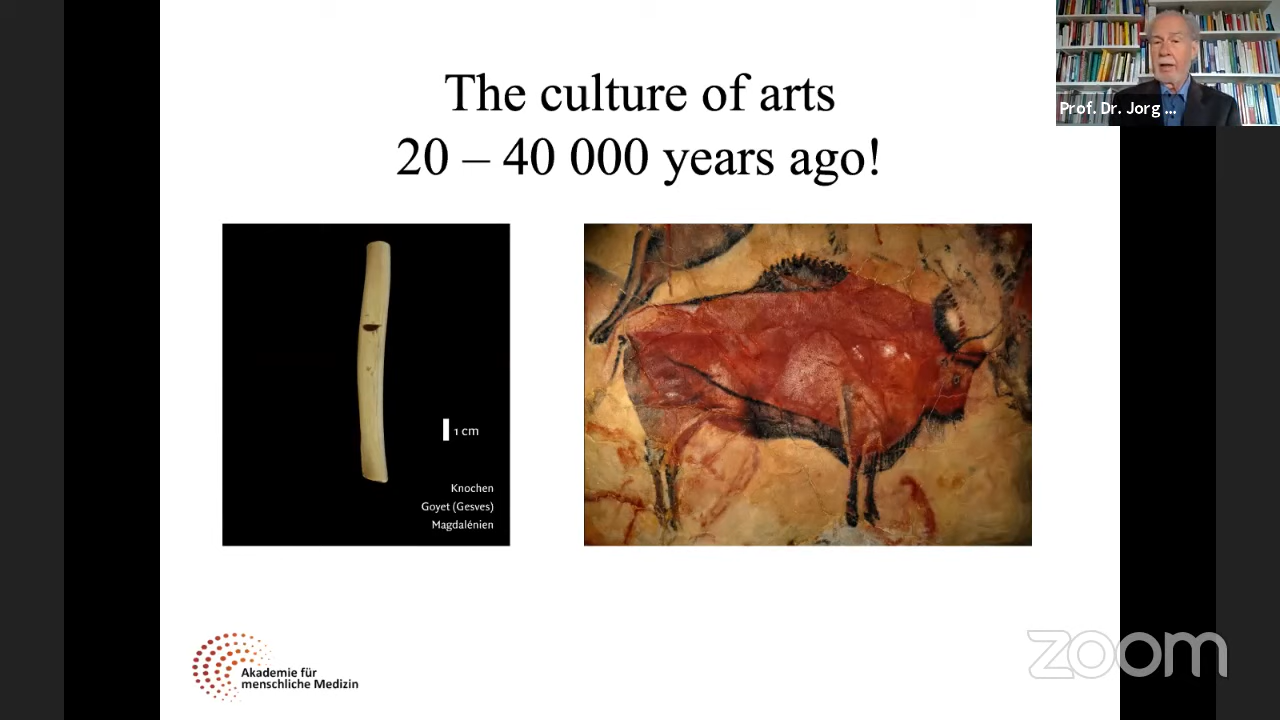 The culture of arts
20 – 40 000 years ago!
Prof. Dr. Jorg ...
1 cm
Knochen
Goyet (Gesves)
Magdalénien
Akademie für
menschliche Medizin
zoom